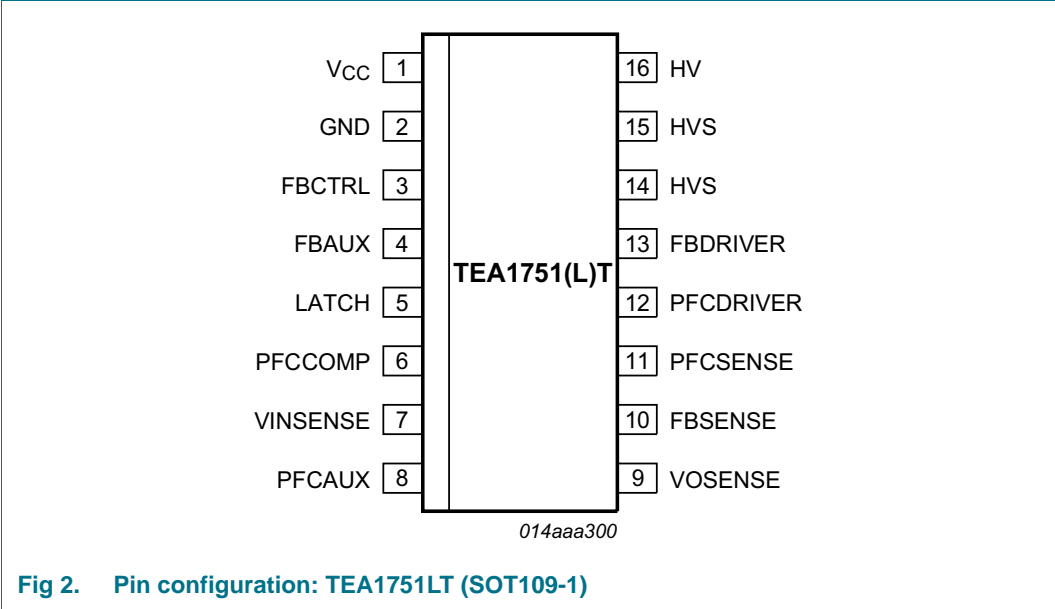 VCC 1
GND 2
FBCTRL 3
FBAUX 4
LATCH 5
PFCCOMP 6
VINSENSE 7
PFCAUX 8
TEA1751(L)T
16 HV
15 HVS
14 HVS
13 FBDRIVER
12 PFCDRIVER
11 PFCSENSE
10 FBSENSE
9 VOSENSE
014aaa300
Fig 2. Pin configuration: TEA1751LT (SOT109-1)